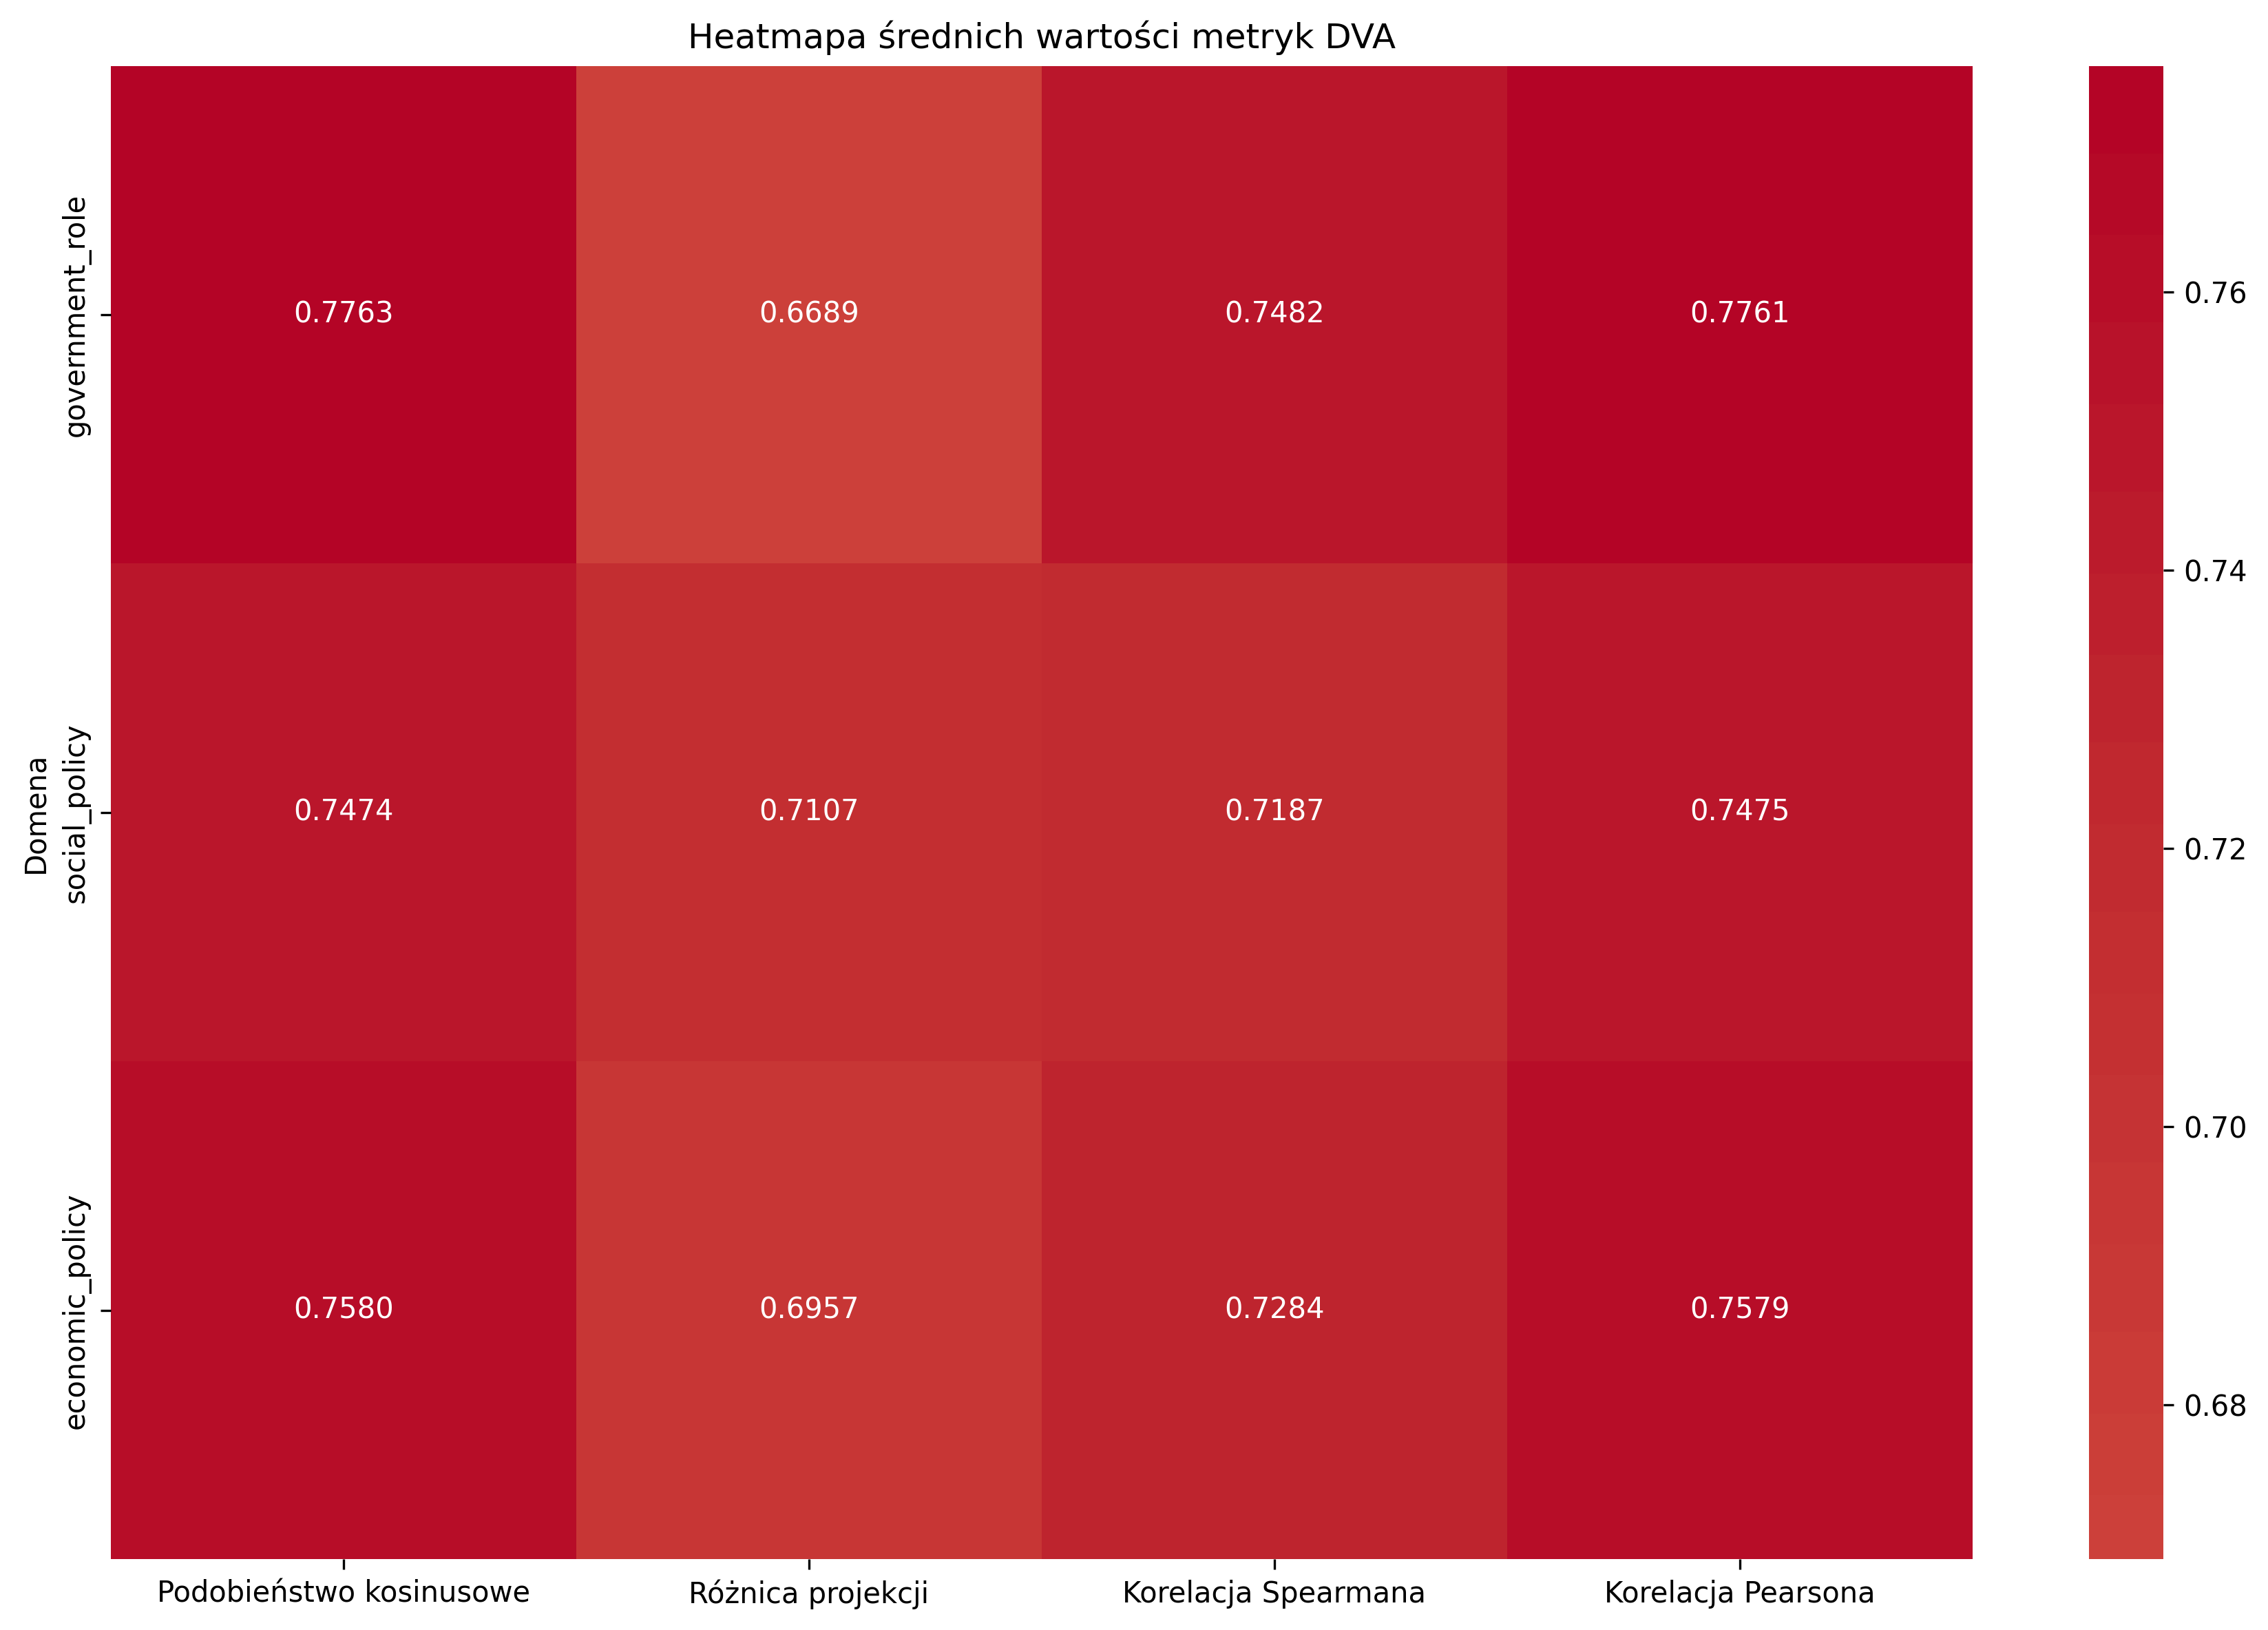 Heatmapa średnich wartości metryk DVA
Domena
government_role
0.7763 0.6689 0.7482 0.7761
social_policy
0.7474 0.7107 0.7187 0.7475
economic_policy
0.7580 0.6957 0.7284 0.7579
Podobieństwo kosinusowe Różnica projekcji Korelacja Spearmana Korelacja Pearsona
0.76
0.74
0.72
0.70
0.68